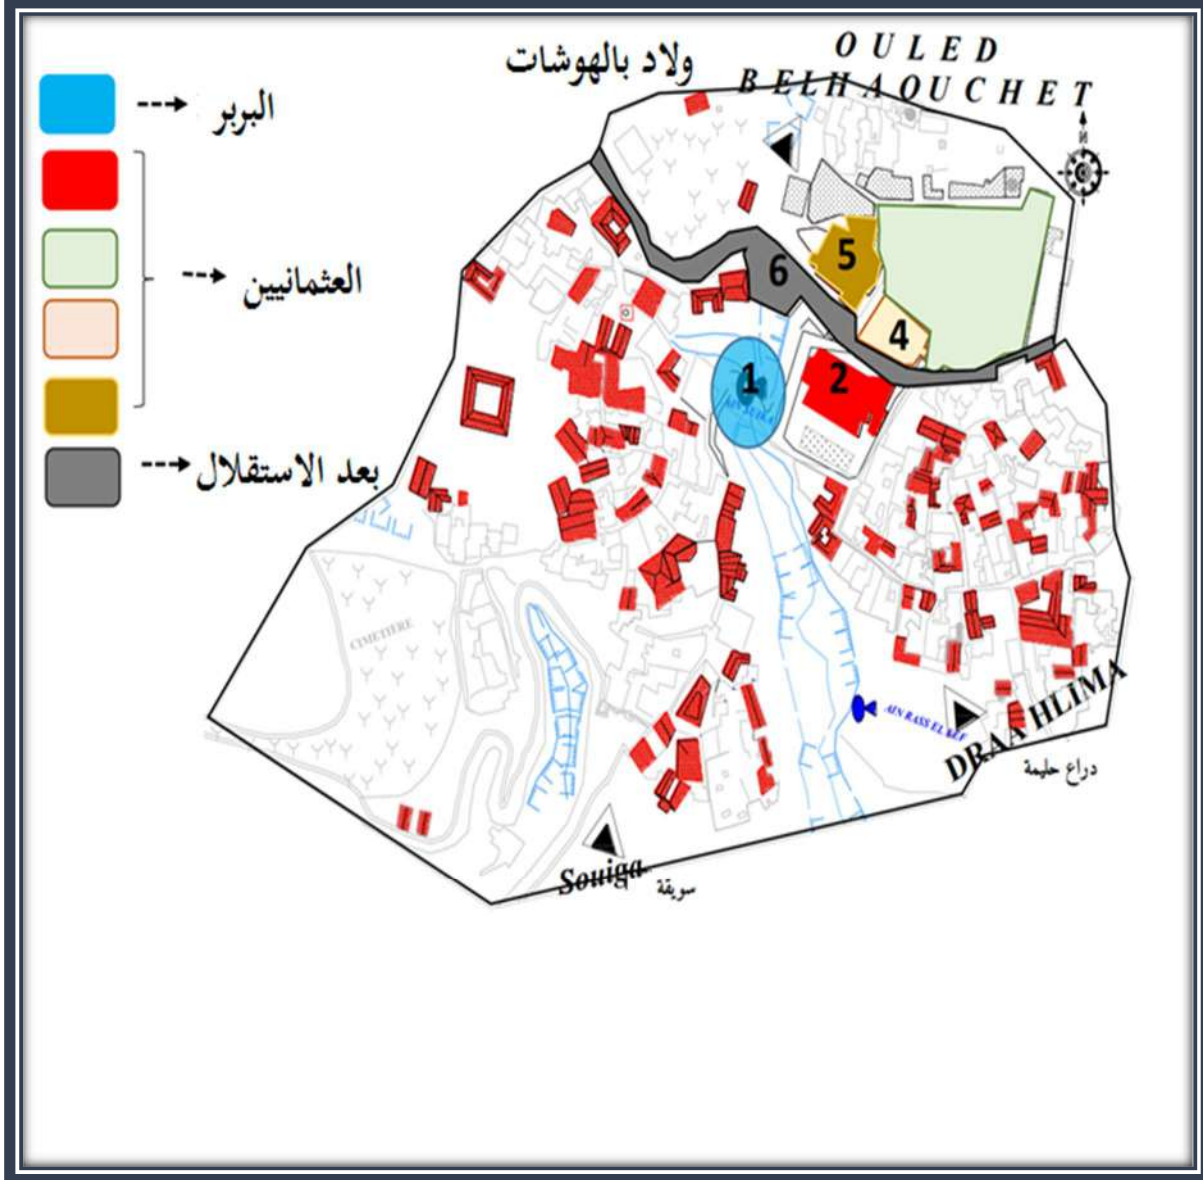 ولاد بالهوشات
OULED
BELHAOUCHET
البربر
العثمانيين
بعد الاستقلال
N
6
5
4
1
2
CIMETIERE
AIN RASS EL
DRAA HLIMA
دراع حليمة
Souiga
سويقة